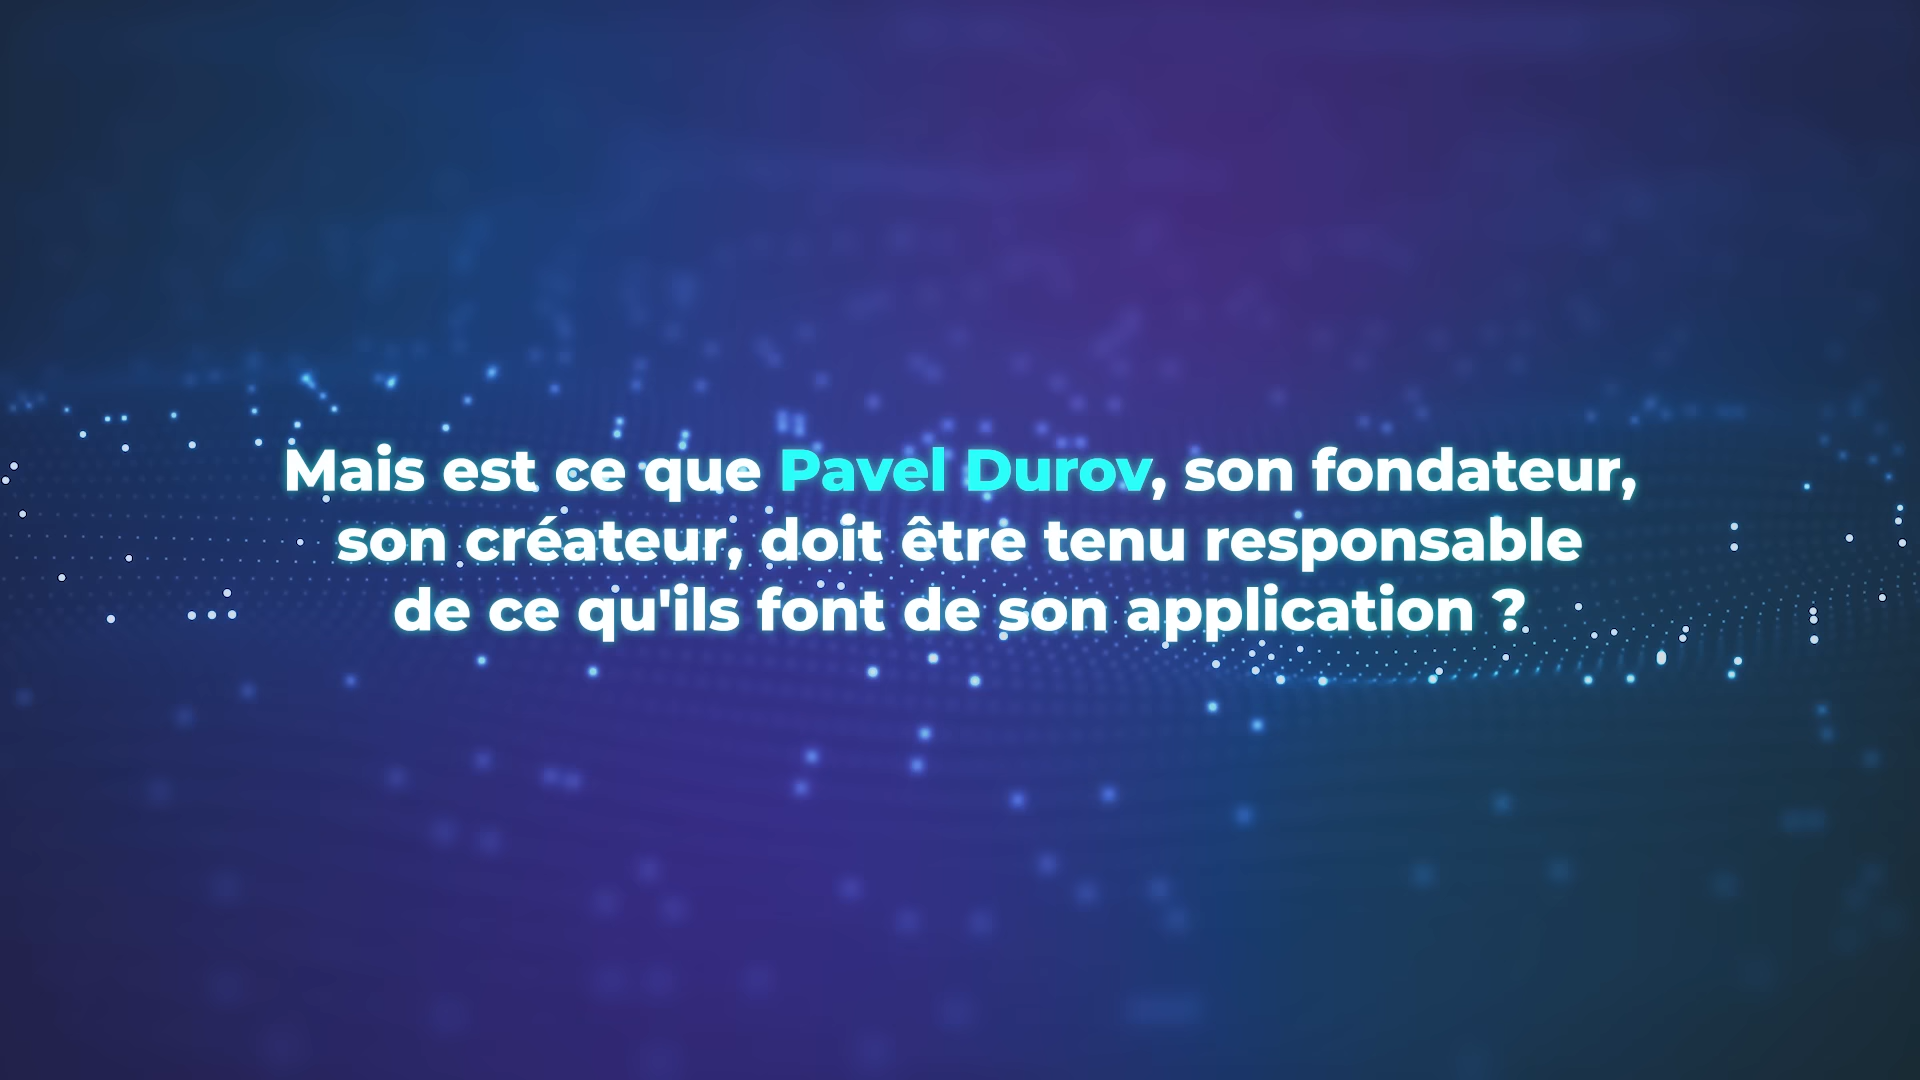 Mais est ce que Pavel Durov, son fondateur,
son créateur, doit être tenu responsable
de ce qu'ils font de son application ?